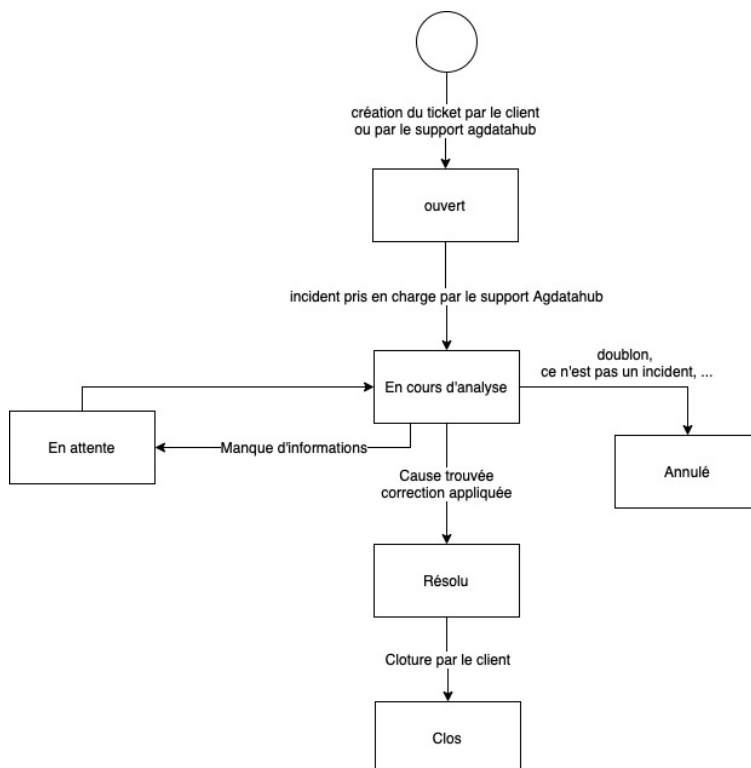 création du ticket par le client
ou par le support agdatahub
ouvert
incident pris en charge par le support Agdatahub
doublon,
ce n'est pas un incident, ...
En cours d'analyse
En attente
Manque d'informations
Annulé
Cause trouvée
correction appliquée
Résolu
Cloture par le client
Clos